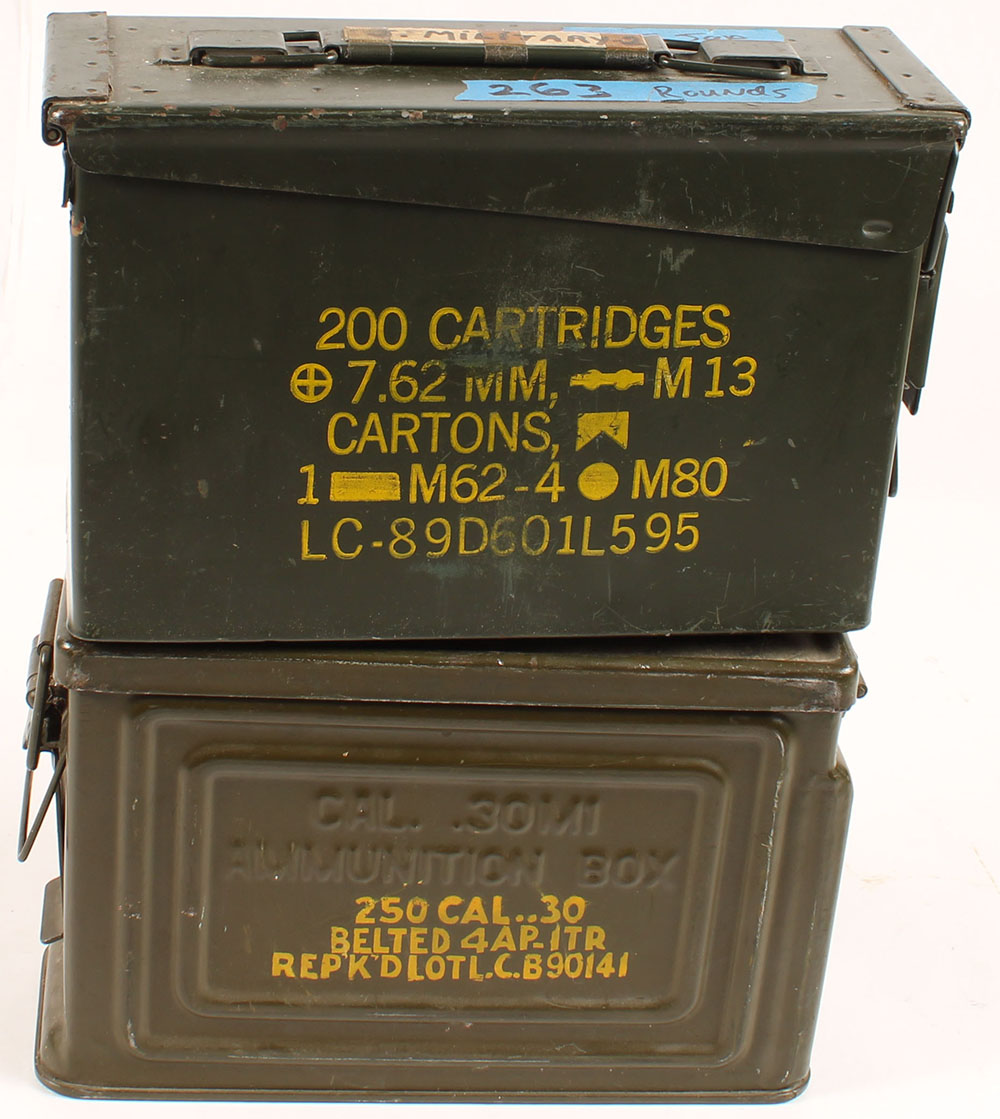 MILITARY
263 Rounds
200 CARTRIDGES
7.62 MM, M13
CARTONS,
1 M62-4 M80
LC-89D601L595
CAL. .30M1
AMMUNITION BOX
250 CAL..30
BELTED 4AP-1TR
REP'K'D LOT L.C.B90141